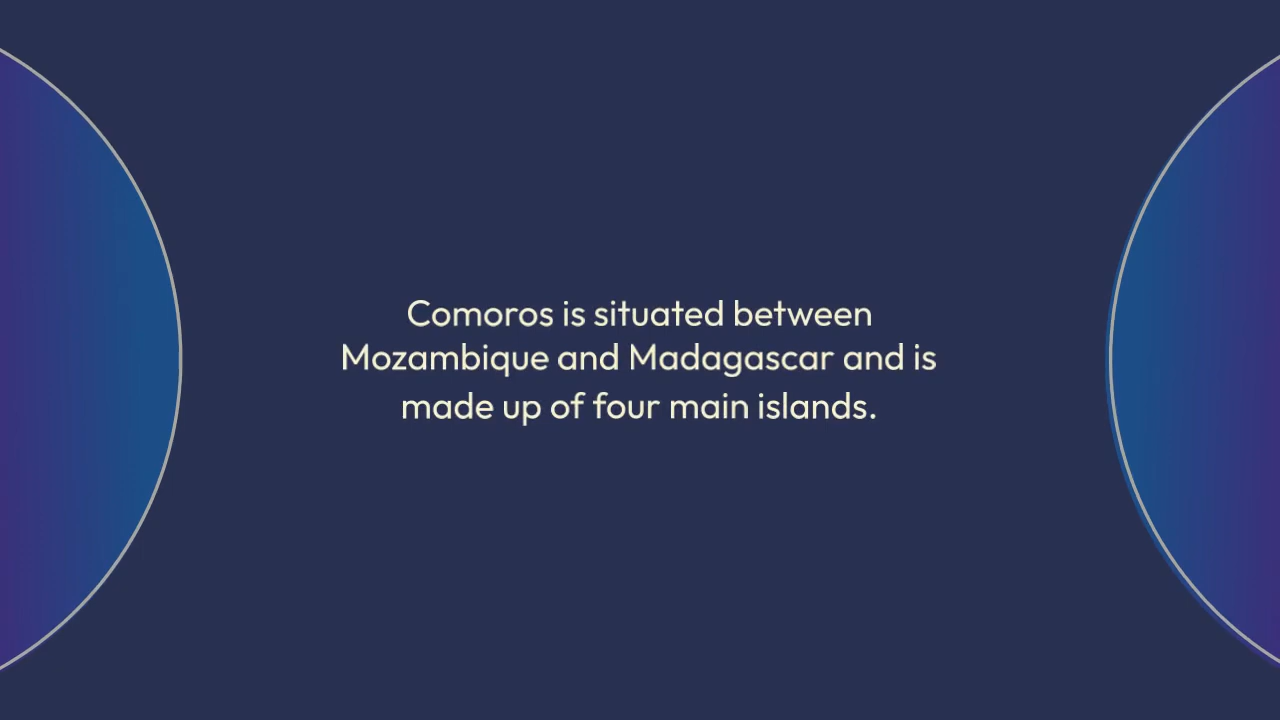 Comoros is situated between
Mozambique and Madagascar and is
made up of four main islands.